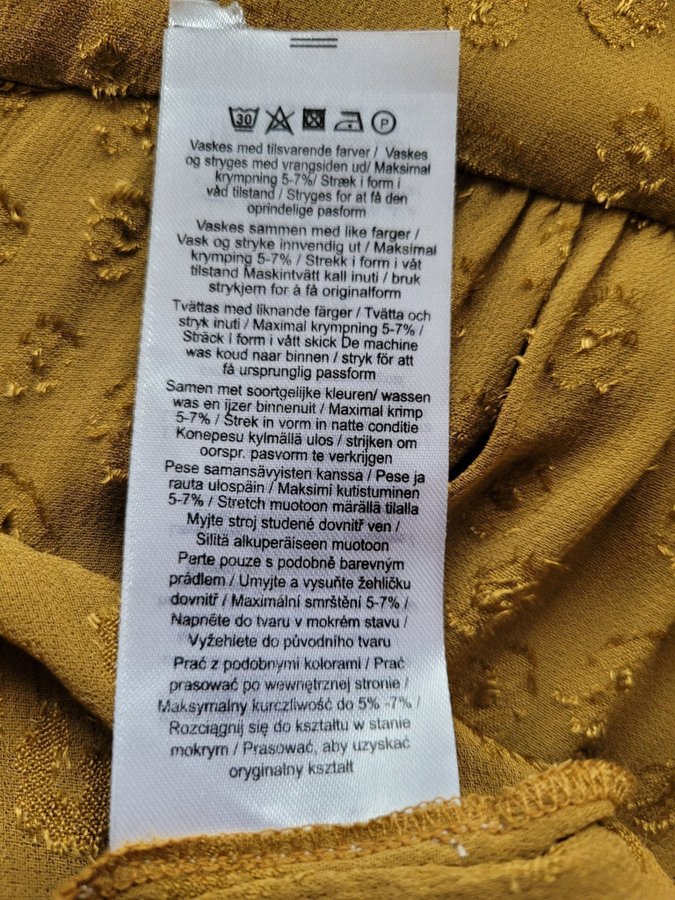 30 P
Vaskes med tilsvarende farver / Vaskes
og stryges med vrangsiden ud/ Maksimal
krympning 5-7%/ Stræk i form i
våd tilstand / Stryges for at få den
oprindelige pasform
Vaskes sammen med like farger /
Vask og stryke innvendig ut / Maksimal
krymping 5-7% / Strekk i form i våt
tilstand Maskintvätt kall inuti / bruk
strykjern for å få originalform
Tvättas med liknande färger / Tvätta och
stryk inuti / Maximal krympning 5-7% /
Sträck I form i vått skick De machine
was koud naar binnen / stryk för att
få ursprunglig passform
Samen met soortgelijke kleuren/ wassen
was en ijzer binnenuit / Maximal krimp
5-7% / Strek in vorm in natte conditie
Konepesu kylmällä ulos / strijken om
oorspr. pasvorm te verkrijgen
Pese samansävyisten kanssa / Pese ja
rauta ulospäin / Maksimi kutistuminen
5-7% / Stretch muotoon märällä tilalla
Myjte stroj studené dovnitř ven /
Silitä alkuperäiseen muotoon
Perte pouze s podobně barevným
prádlem / Umyjte a vysuňte žehličku
dovnitř / Maximální smrštění 5-7% /
Napněte do tvaru v mokrém stavu /
Vyžehlete do původního tvaru
Prać z podobnymi kolorami / Prać
prasować po wewnętrznej stronie /
Maksymalny kurczliwość do 5% -7% /
Rozciągnij się do kształtu w stanie
mokrym / Prasować, aby uzyskać
oryginalny kształt